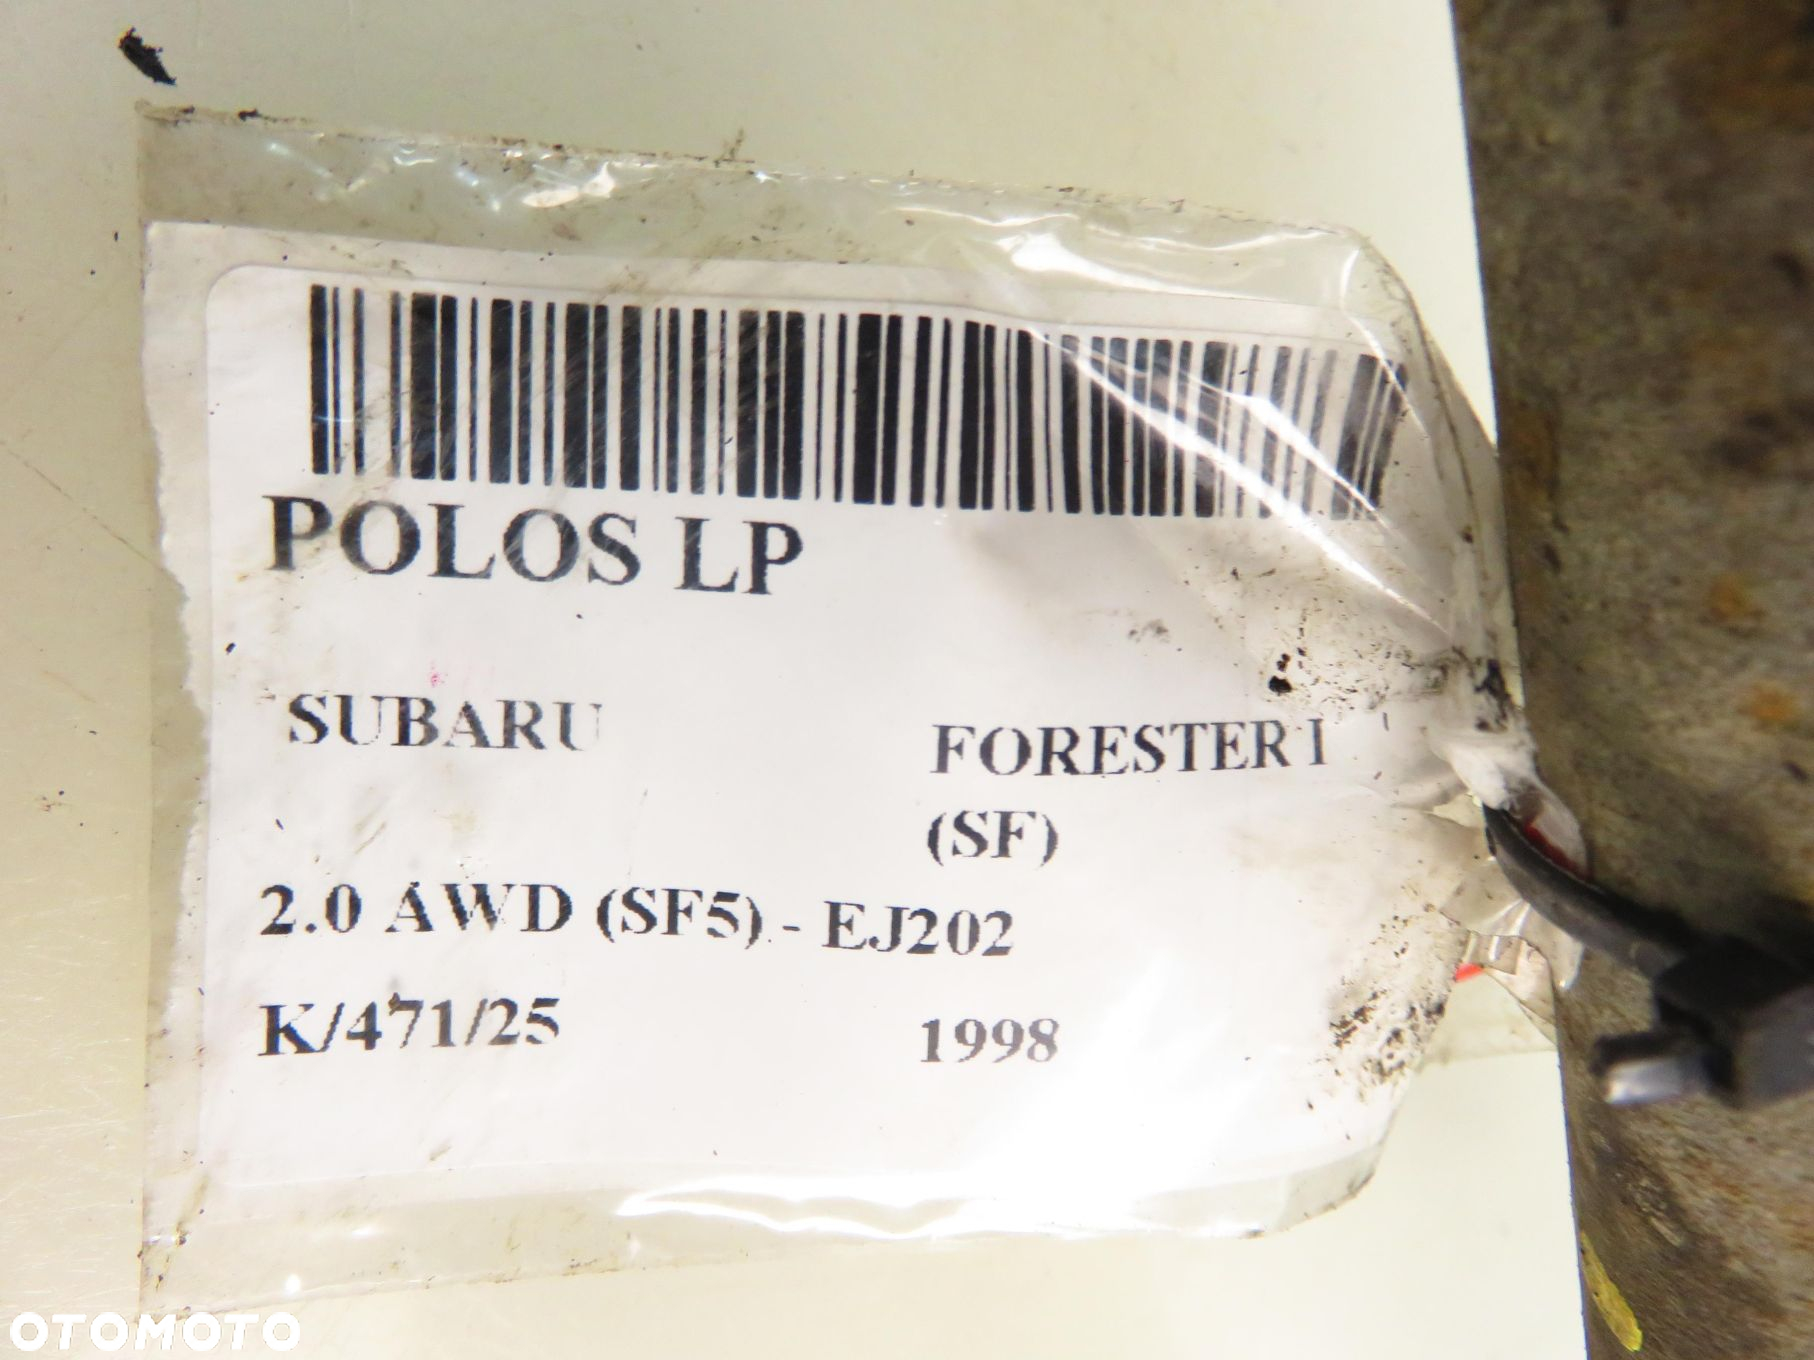 POLOS LP
SUBARU FORESTER I
(SF)
2.0 AWD (SF5) - EJ202
K/471/25 1998
OTOMOTO